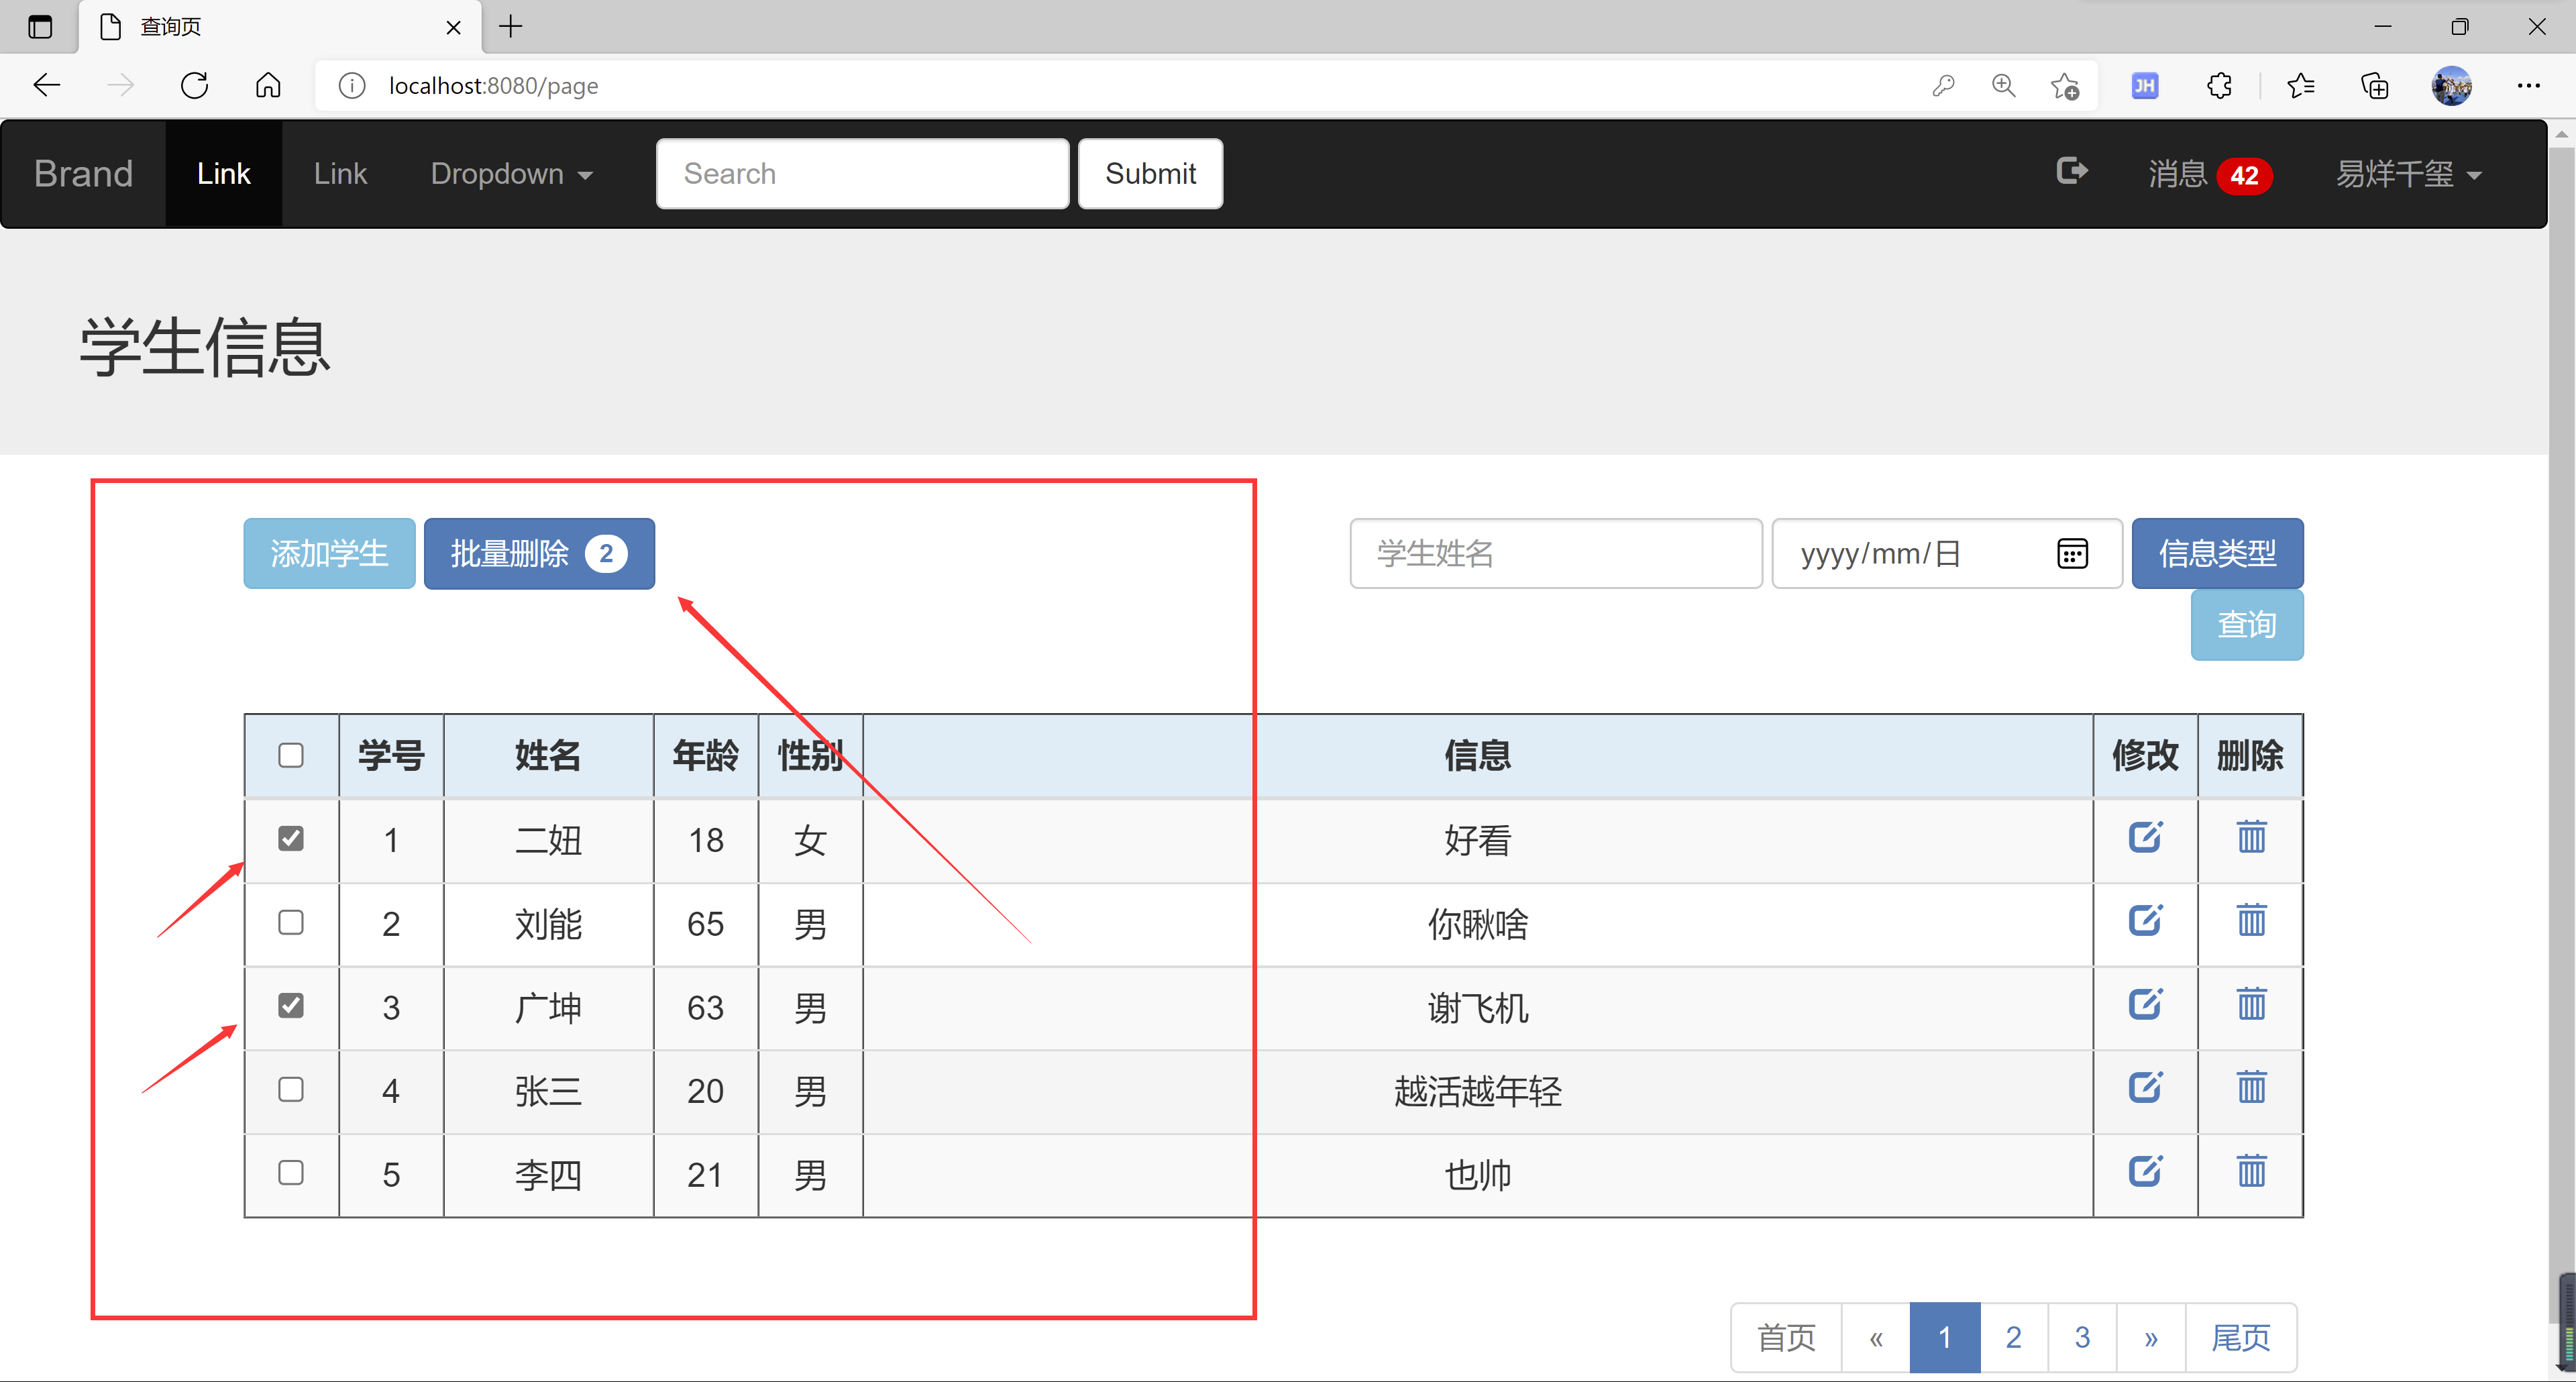 查询页
localhost:8080/page
JH
Brand Link Link Dropdown Search Submit 消息 42 易烊千玺
学生信息
添加学生 批量删除 2 学生姓名 yyyy/mm/日 信息类型
查询
学号 姓名 年龄 性别 信息 修改 删除
1 二妞 18 女 好看
2 刘能 65 男 你瞅啥
3 广坤 63 男 谢飞机
4 张三 20 男 越活越年轻
5 李四 21 男 也帅
首页 « 1 2 3 » 尾页